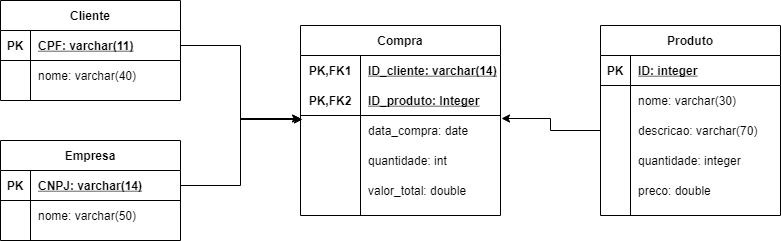 Cliente
PK CPF: varchar(11)
nome: varchar(40)
Empresa
PK CNPJ: varchar(14)
nome: varchar(50)
Compra
PK,FK1 ID_cliente: varchar(14)
PK,FK2 ID_produto: Integer
data_compra: date
quantidade: int
valor_total: double
Produto
PK ID: integer
nome: varchar(30)
descricao: varchar(70)
quantidade: integer
preco: double